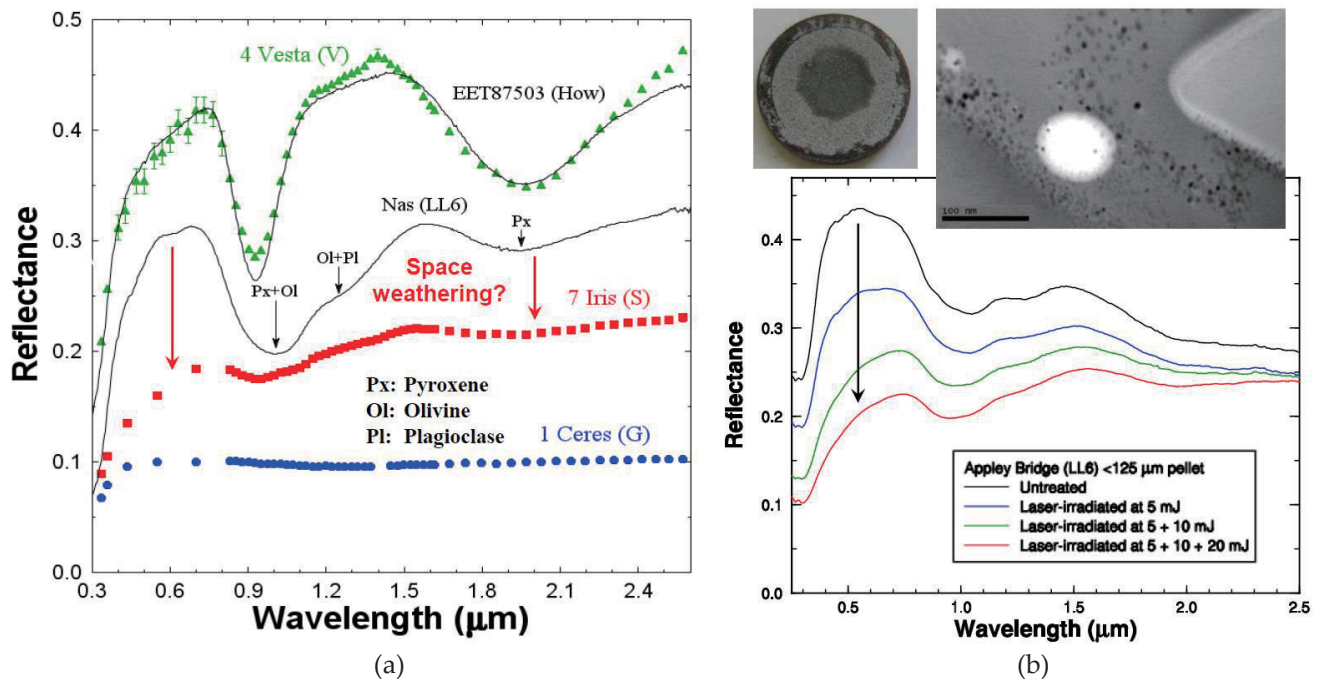 0.5
0.4
0.3
0.2
0.1
0.0
Reflectance
4 Vesta (V)
EET87503 (How)
Nas (LL6)
Px
Ol+Pl
Px+Ol
Space
weathering?
7 Iris (S)
Px: Pyroxene
Ol: Olivine
Pl: Plagioclase
1 Ceres (G)
0.3 0.6 0.9 1.2 1.5 1.8 2.1 2.4
Wavelength (μm)
(a)
100 nm
0.4
0.3
0.2
0.1
0.0
Reflectance
Appley Bridge (LL6) <125 μm pellet
Untreated
Laser-irradiated at 5 mJ
Laser-irradiated at 5 + 10 mJ
Laser-irradiated at 5 + 10 + 20 mJ
0.5 1.0 1.5 2.0 2.5
Wavelength (μm)
(b)